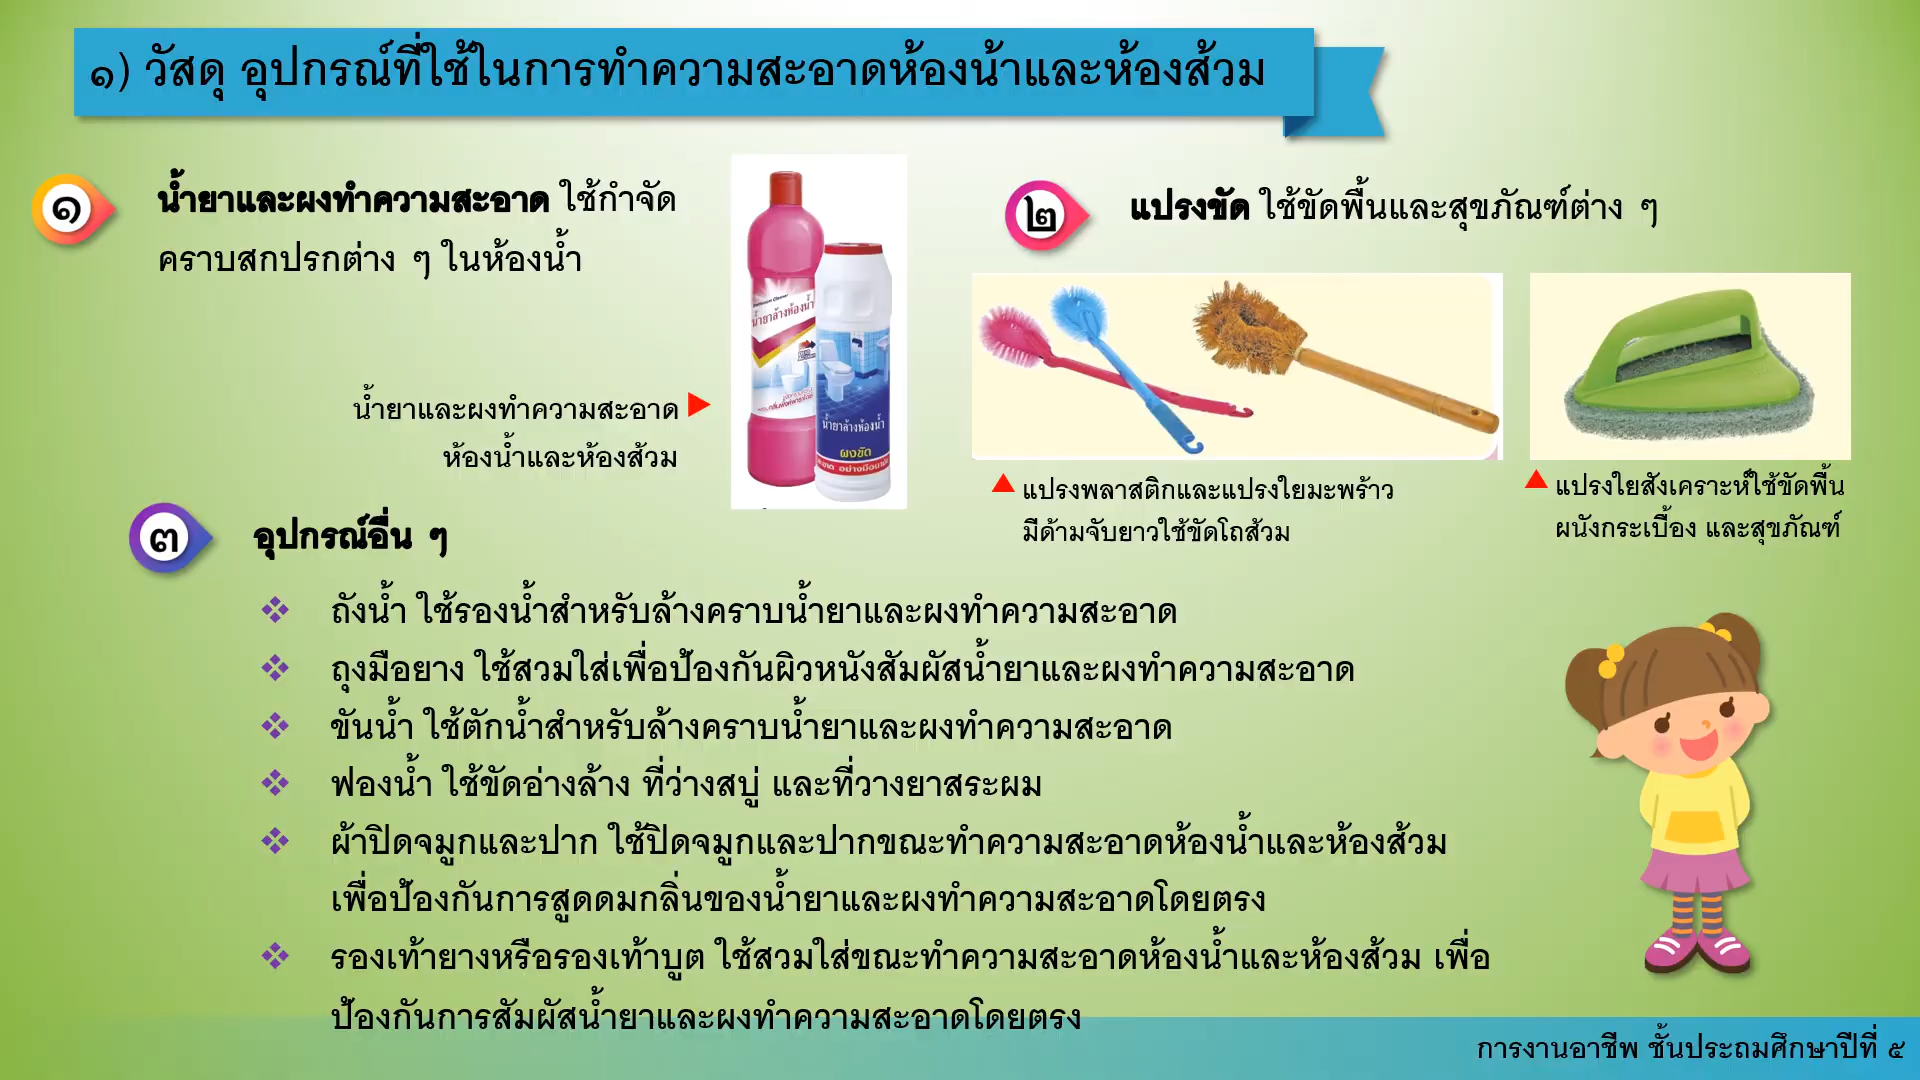 ๑) วัสดุ อุปกรณ์ที่ใช้ในการทำความสะอาดห้องน้ำและห้องส้วม
๑
น้ำยาและผงทำความสะอาด ใช้กำจัด
คราบสกปรกต่าง ๆ ในห้องน้ำ
น้ำยาและผงทำความสะอาด
ห้องน้ำและห้องส้วม
Bathroom Cleaner
น้ำยาล้างห้องน้ำ
น้ำยาล้างห้องน้ำ
ผงขัด
๒
แปรงขัด ใช้ขัดพื้นและสุขภัณฑ์ต่าง ๆ
แปรงพลาสติกและแปรงใยมะพร้าว
มีด้ามจับยาวใช้ขัดโถส้วม
แปรงใยสังเคราะห์ใช้ขัดพื้น
ผนังกระเบื้อง และสุขภัณฑ์
๓
อุปกรณ์อื่น ๆ
❖ ถังน้ำ ใช้รองน้ำสำหรับล้างคราบน้ำยาและผงทำความสะอาด
❖ ถุงมือยาง ใช้สวมใส่เพื่อป้องกันผิวหนังสัมผัสน้ำยาและผงทำความสะอาด
❖ ขันน้ำ ใช้ตักน้ำสำหรับล้างคราบน้ำยาและผงทำความสะอาด
❖ ฟองน้ำ ใช้ขัดอ่างล้าง ที่ว่างสบู่ และที่วางยาสระผม
❖ ผ้าปิดจมูกและปาก ใช้ปิดจมูกและปากขณะทำความสะอาดห้องน้ำและห้องส้วม
เพื่อป้องกันการสูดดมกลิ่นของน้ำยาและผงทำความสะอาดโดยตรง
❖ รองเท้ายางหรือรองเท้าบูต ใช้สวมใส่ขณะทำความสะอาดห้องน้ำและห้องส้วม เพื่อ
ป้องกันการสัมผัสน้ำยาและผงทำความสะอาดโดยตรง
การงานอาชีพ ชั้นประถมศึกษาปีที่ ๕